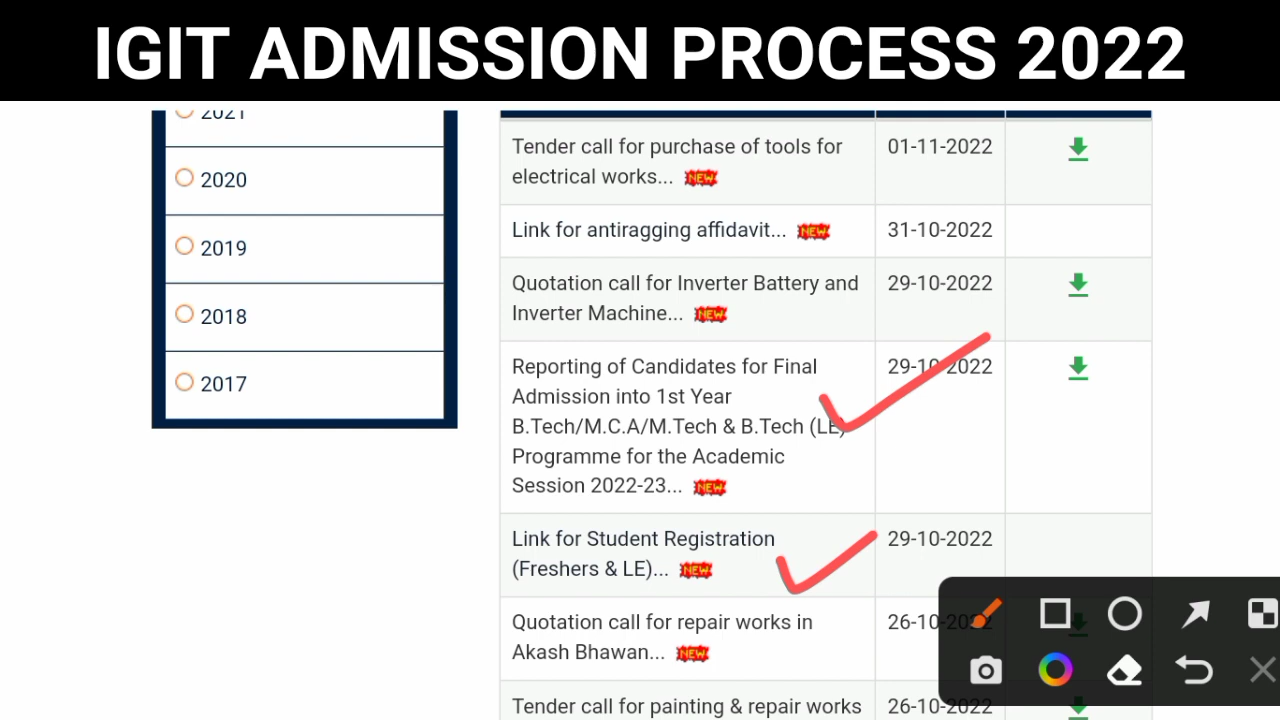 IGIT ADMISSION PROCESS 2022
2021
2020
2019
2018
2017
Tender call for purchase of tools for
electrical works... NEW
01-11-2022
Link for antiragging affidavit... NEW
31-10-2022
Quotation call for Inverter Battery and
Inverter Machine... NEW
29-10-2022
Reporting of Candidates for Final
Admission into 1st Year
B.Tech/M.C.A/M.Tech & B.Tech (LE)
Programme for the Academic
Session 2022-23... NEW
29-10-2022
Link for Student Registration
(Freshers & LE)... NEW
29-10-2022
Quotation call for repair works in
Akash Bhawan... NEW
26-10-2022
Tender call for painting & repair works
26-10-2022